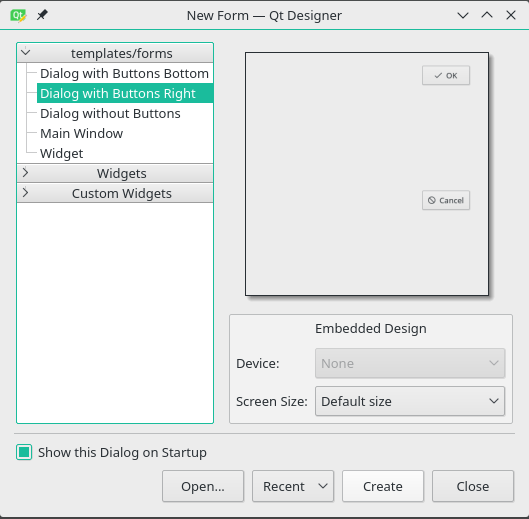 New Form — Qt Designer
templates/forms
Dialog with Buttons Bottom
Dialog with Buttons Right
Dialog without Buttons
Main Window
Widget
Widgets
Custom Widgets
OK
Cancel
Embedded Design
Device: None
Screen Size: Default size
Show this Dialog on Startup
Open... Recent Create Close